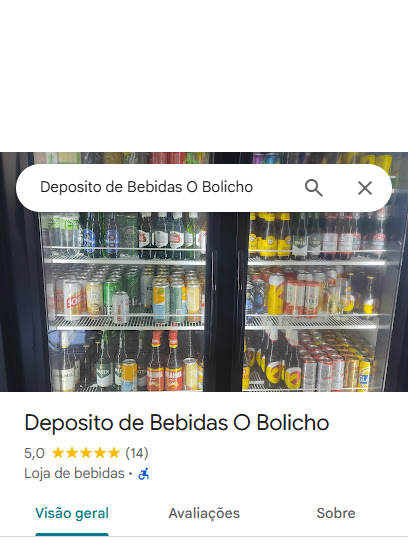 Deposito de Bebidas O Bolicho
Deposito de Bebidas O Bolicho
5,0 (14)
Loja de bebidas ·
Visão geral Avaliações Sobre